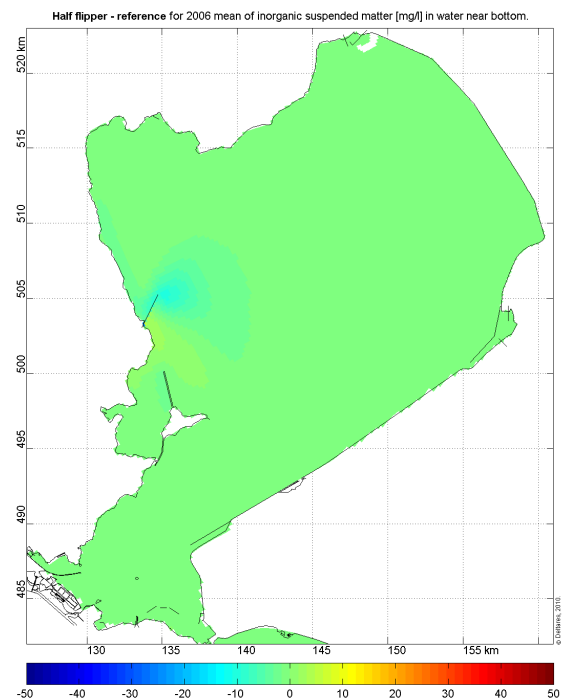 Half flipper - reference for 2006 mean of inorganic suspended matter [mg/l] in water near bottom.
520 km
515
510
505
500
495
490
485
130 135 140 145 150 155 km
© Deltares, 2010.
-50 -40 -30 -20 -10 0 10 20 30 40 50